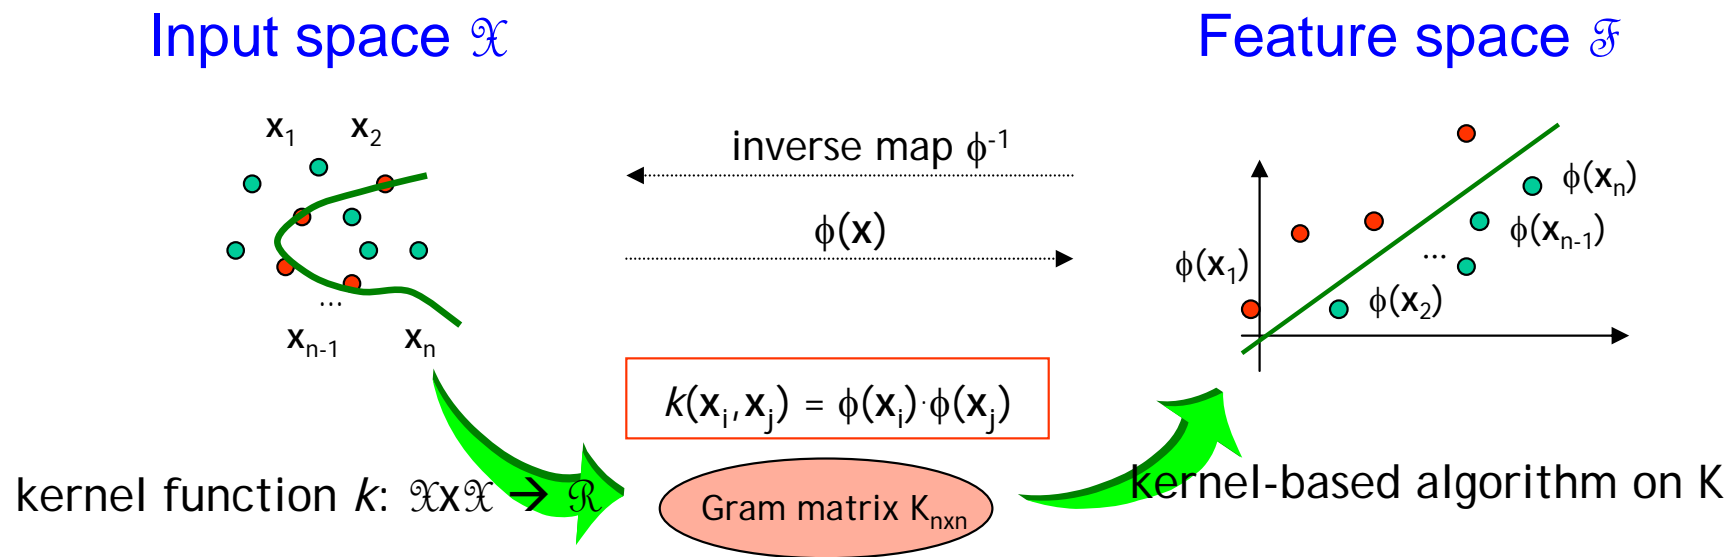 Input space 𝒳
Feature space ℱ
x₁ x₂
inverse map ϕ⁻¹
ϕ(xₙ)
ϕ(x)
ϕ(xₙ₋₁)
...
ϕ(x₁)
ϕ(x₂)
...
xₙ₋₁ xₙ
k(xᵢ,xⱼ) = ϕ(xᵢ)·ϕ(xⱼ)
kernel function k: 𝒳x𝒳 → ℛ
Gram matrix Kₙₓₙ
kernel-based algorithm on K